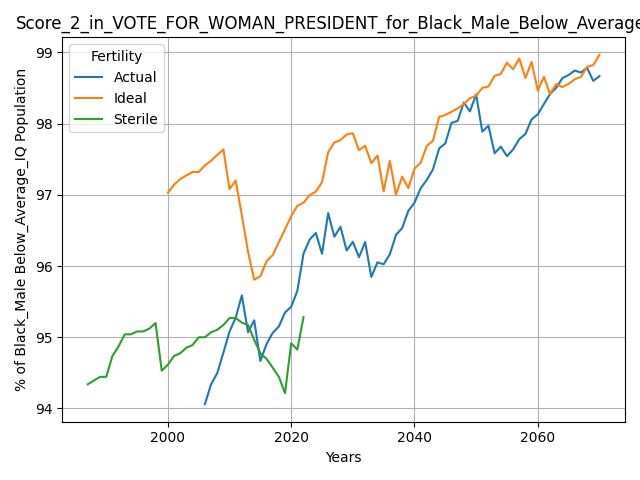 Score_2_in_VOTE_FOR_WOMAN_PRESIDENT_for_Black_Male_Below_Average
Fertility
Actual
Ideal
Sterile
99
98
97
96
95
94
% of Black_Male Below_Average_IQ Population
2000
2020
2040
2060
Years